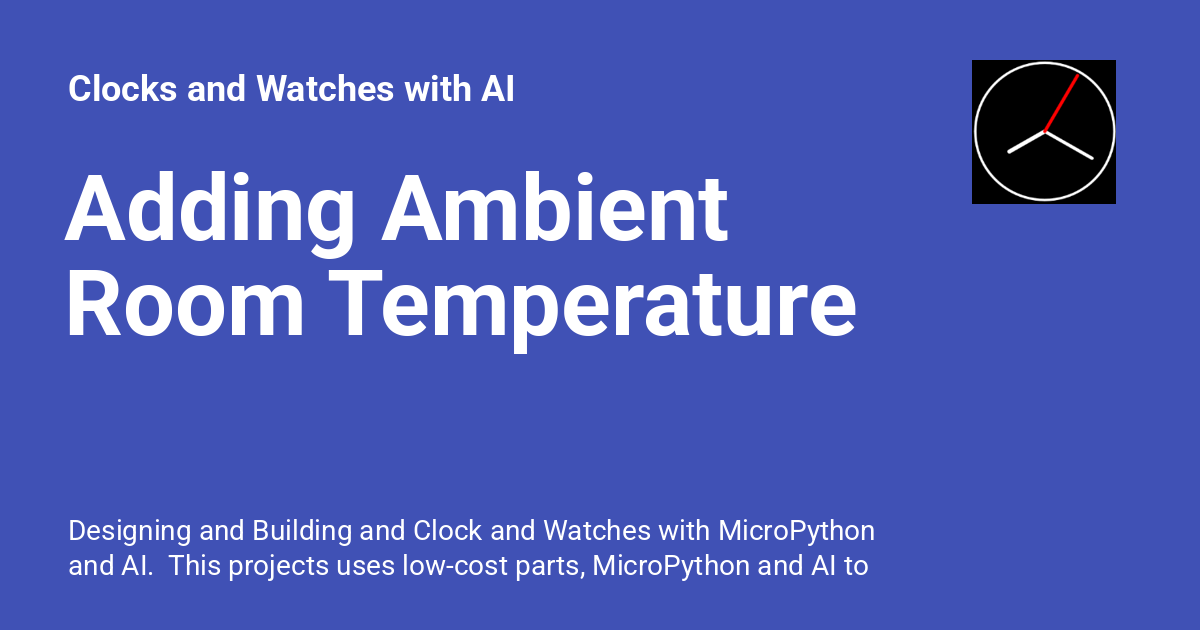 Clocks and Watches with AI
Adding Ambient
Room Temperature
Designing and Building and Clock and Watches with MicroPython
and AI.  This projects uses low-cost parts, MicroPython and AI to